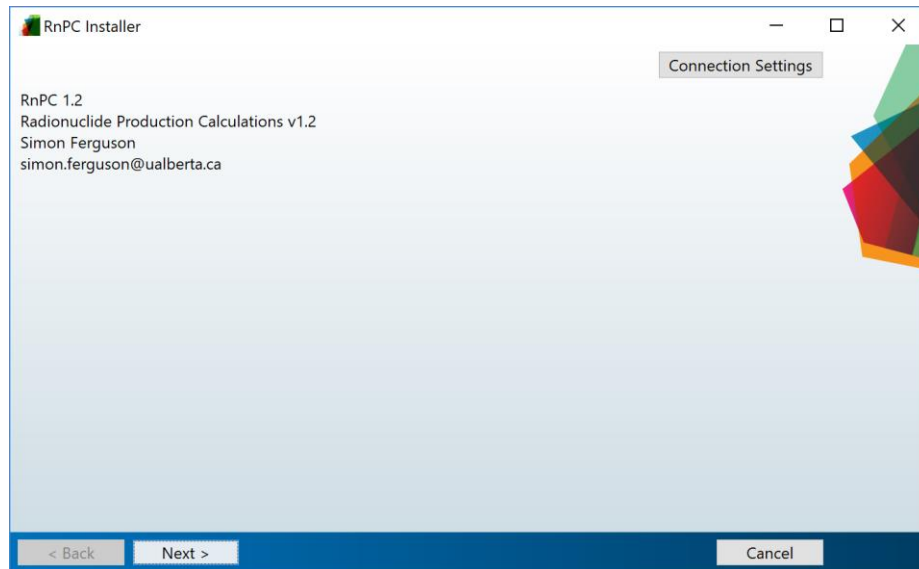 RnPC Installer
Connection Settings
RnPC 1.2
Radionuclide Production Calculations v1.2
Simon Ferguson
simon.ferguson@ualberta.ca
< Back
Next >
Cancel